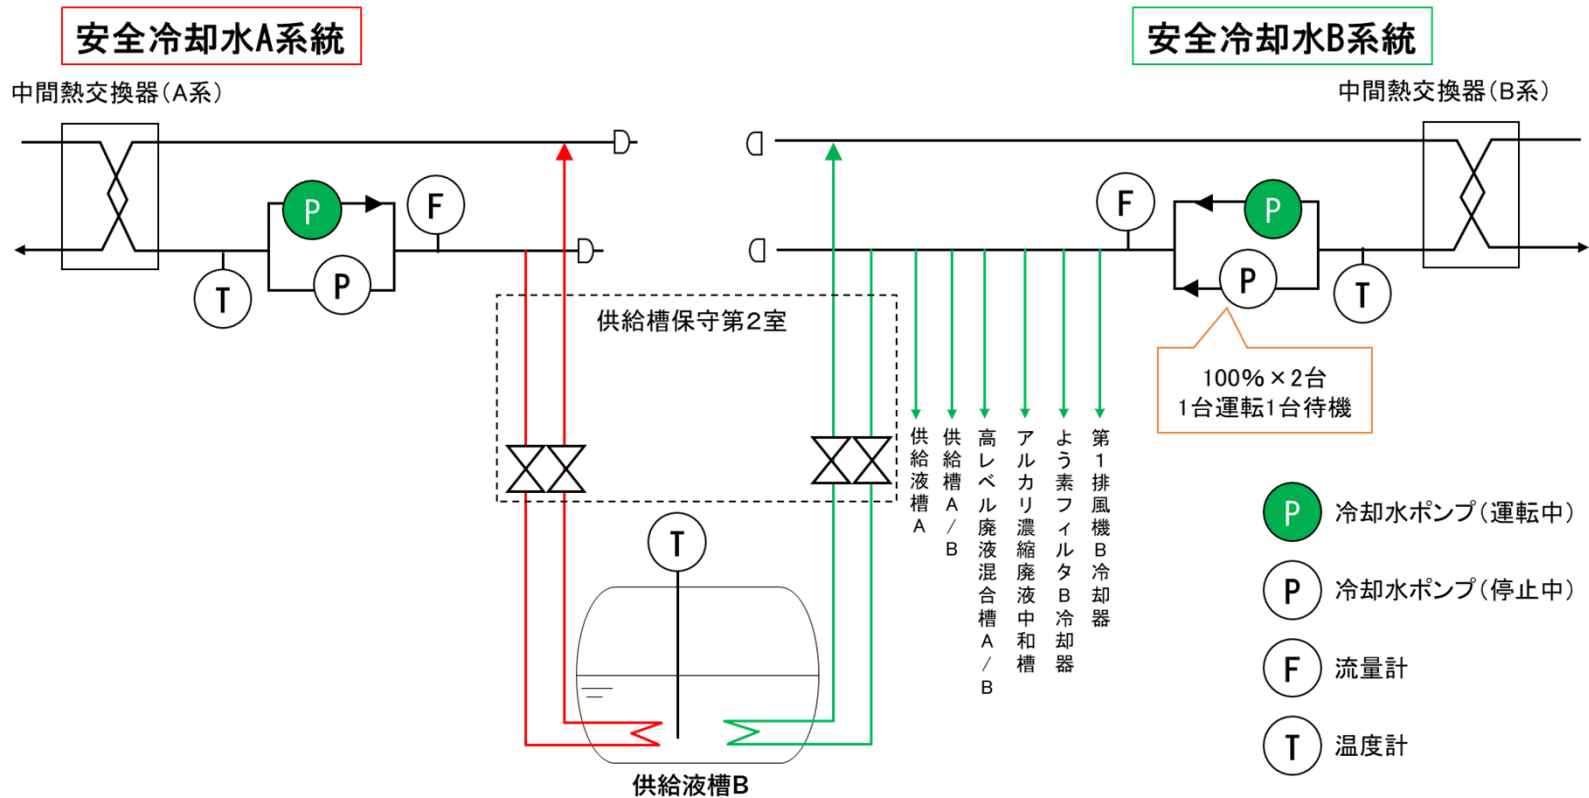 安全冷却水A系統
安全冷却水B系統
中間熱交換器(A系)
中間熱交換器(B系)
P
F
T
P
F
P
P
T
供給槽保守第2室
100%×2台
1台運転1台待機
供給液槽A
供給槽A/B
高レベル廃液混合槽A/B
アルカリ濃縮廃液中和槽
よう素フィルタB冷却器
第1排風機B冷却器
T
供給液槽B
P 冷却水ポンプ(運転中)
P 冷却水ポンプ(停止中)
F 流量計
T 温度計